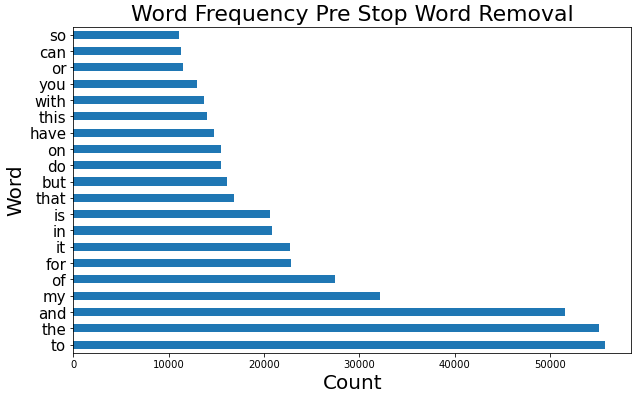 Word Frequency Pre Stop Word Removal
so
can
or
you
with
this
have
on
do
but
that
is
in
it
for
of
my
and
the
to
Word
0 10000 20000 30000 40000 50000
Count